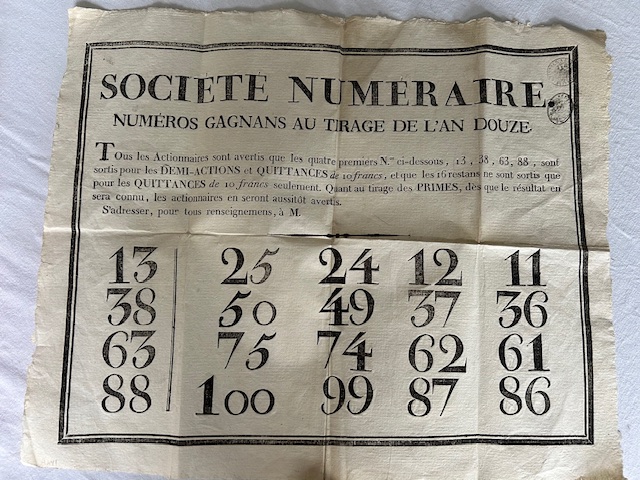 SOCIÉTÉ NUMÉRAIRE,
NUMÉROS GAGNANS AU TIRAGE DE L'AN DOUZE.
TOus les Actionnaires sont avertis que les quatre premiers N.os ci-dessous, 13, 38, 63, 88, sont
sortis pour les DEMI-ACTIONS et QUITTANCES de 10 francs, et que les 16 restans ne sont sortis que
pour les QUITTANCES de 10 francs seulement. Quant au tirage des PRIMES, dès que le résultat en
sera connu, les actionnaires en seront aussitôt avertis.
S'adresser, pour tous renseignemens, à M.
13 25 24 12 11
38 50 49 37 36
63 75 74 62 61
88 100 99 87 86